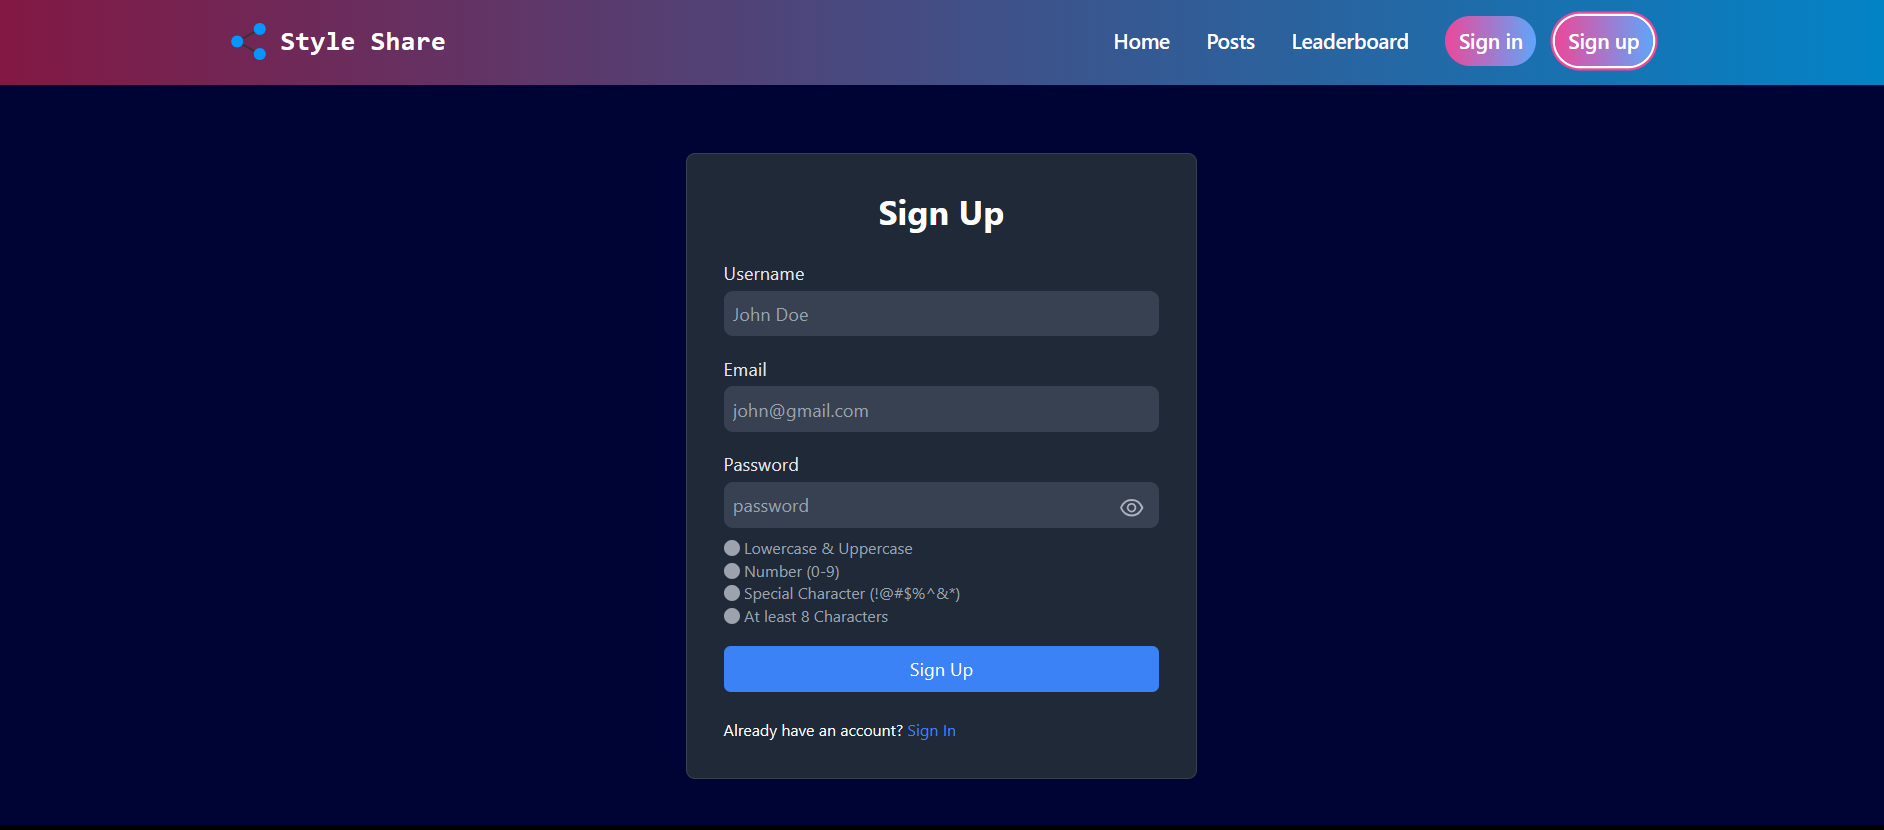 Style Share
Home Posts Leaderboard Sign in Sign up
Sign Up
Username
John Doe
Email
john@gmail.com
Password
password
Lowercase & Uppercase
Number (0-9)
Special Character (!@#$%^&*)
At least 8 Characters
Sign Up
Already have an account? Sign In